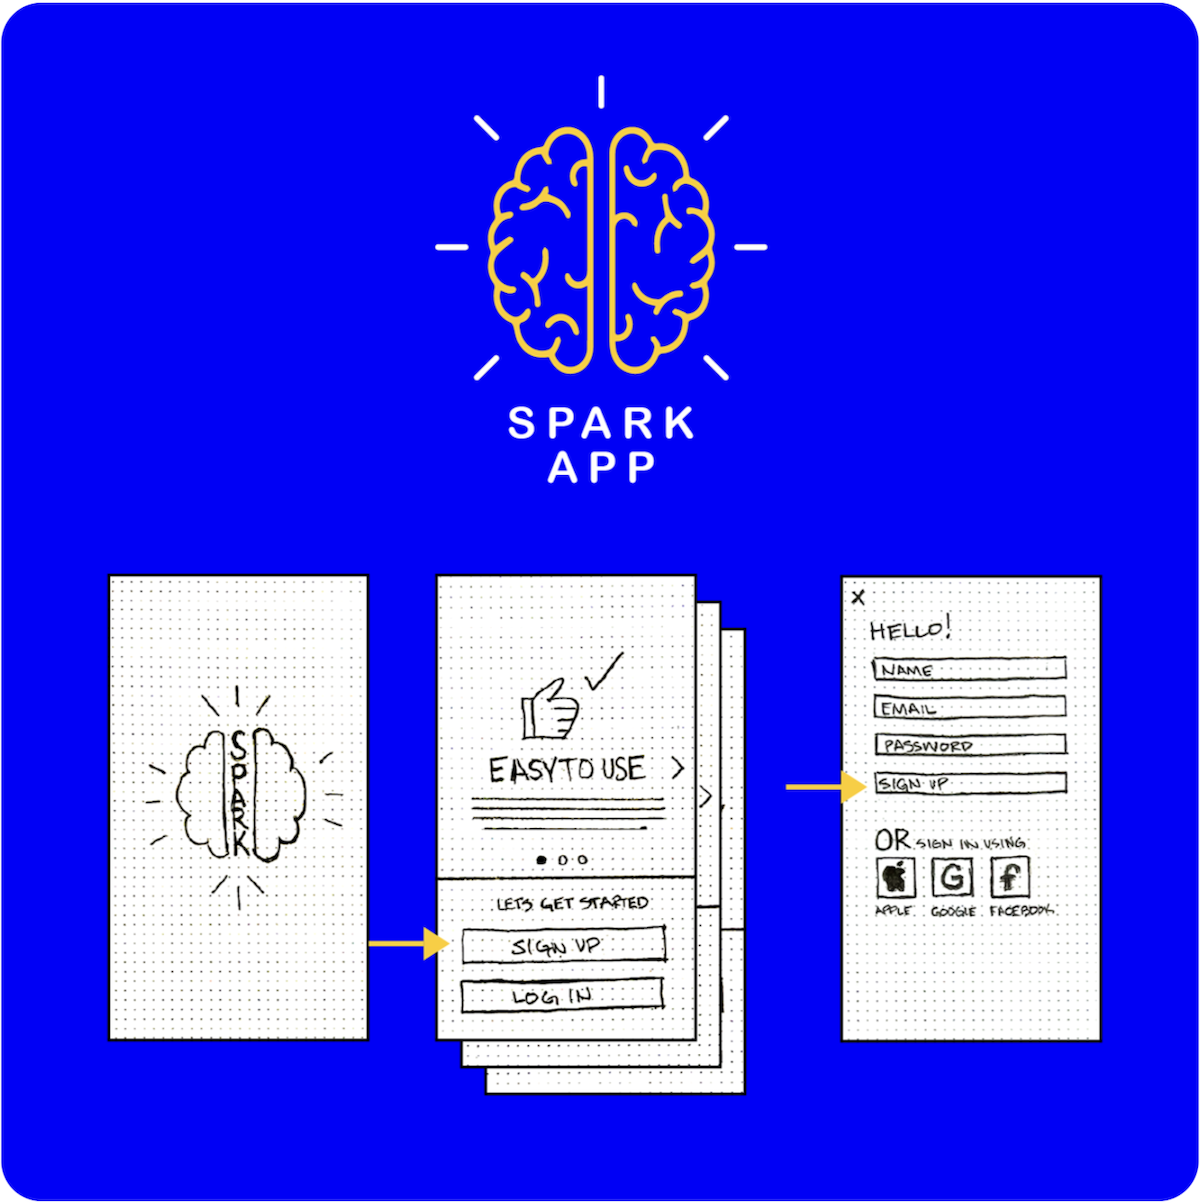 SPARK
APP
SPARK
EASY TO USE
LETS GET STARTED
SIGN UP
LOG IN
X
HELLO!
NAME
EMAIL
PASSWORD
SIGN UP
OR SIGN IN USING
G f
APPLE GOOGLE FACEBOOK